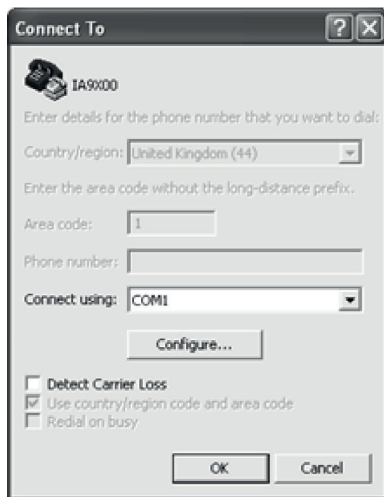 Connect To
IA9X00
Enter details for the phone number that you want to dial:
Country/region: United Kingdom (44)
Enter the area code without the long-distance prefix.
Area code: 1
Phone number:
Connect using: COM1
Configure...
Detect Carrier Loss
Use country/region code and area code
Redial on busy
OK Cancel